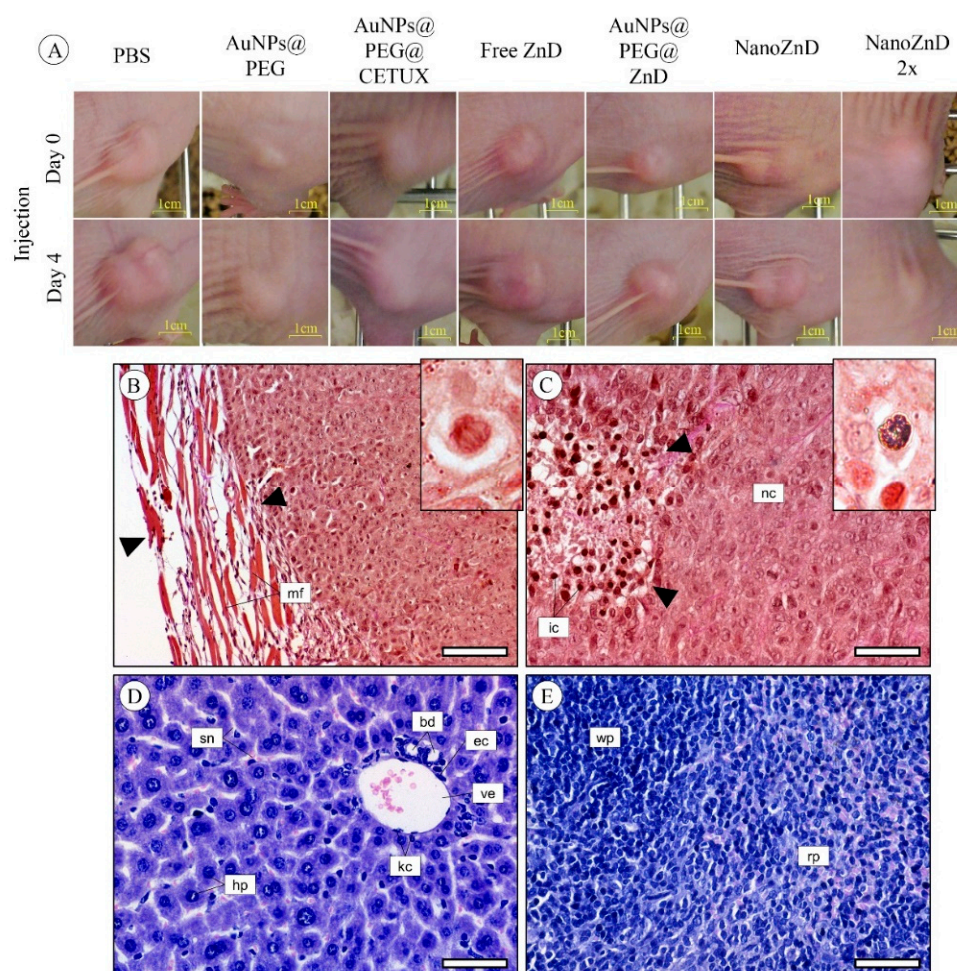 A
PBS
AuNPs@
PEG
AuNPs@
PEG@
CETUX
Free ZnD
AuNPs@
PEG@
ZnD
NanoZnD
NanoZnD
2x
Injection
Day 0
1cm
1cm
1cm
1cm
1cm
1cm
1cm
Day 4
1cm
1cm
1cm
1cm
1cm
1cm
1cm
B
mf
C
nc
ic
D
sn
bd
ec
ve
kc
hp
E
wp
rp